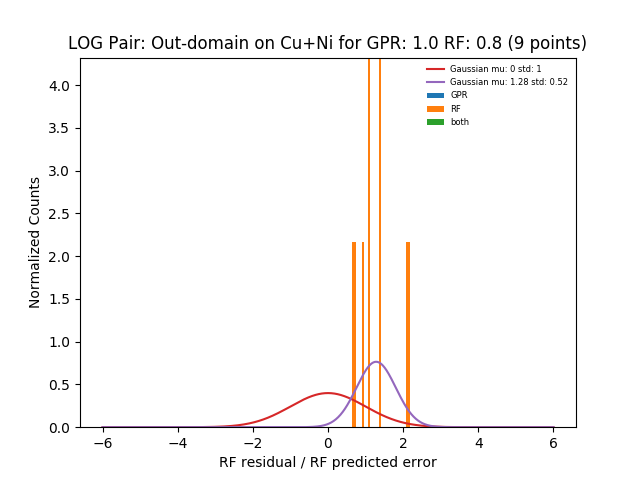 LOG Pair: Out-domain on Cu+Ni for GPR: 1.0 RF: 0.8 (9 points)
Gaussian mu: 0 std: 1
Gaussian mu: 1.28 std: 0.52
GPR
RF
both
4.0
3.5
3.0
2.5
2.0
1.5
1.0
0.5
0.0
Normalized Counts
−6
−4
−2
0
2
4
6
RF residual / RF predicted error